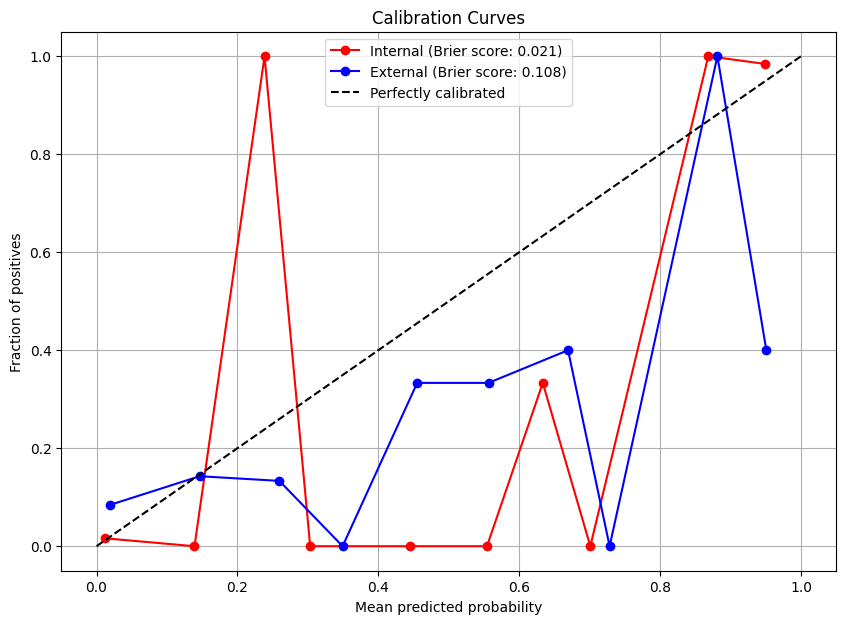 Calibration Curves
Internal (Brier score: 0.021)
External (Brier score: 0.108)
Perfectly calibrated
Fraction of positives
1.0
0.8
0.6
0.4
0.2
0.0
0.0 0.2 0.4 0.6 0.8 1.0
Mean predicted probability